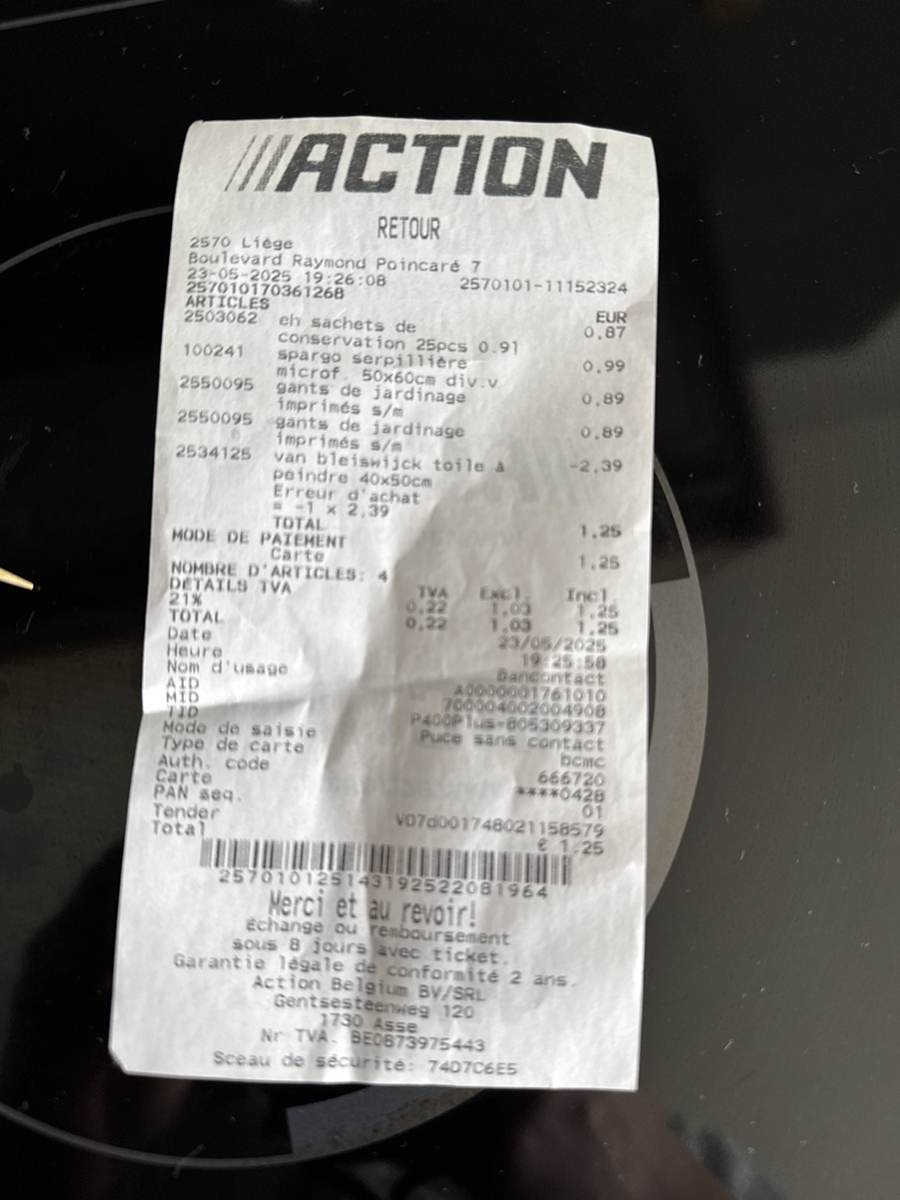 ACTION
RETOUR
2570 Liège
Boulevard Raymond Poincaré 7
23-05-2025 19:26:08 2570101-11152324
257010170361268
ARTICLES EUR
2503062 eh sachets de 0,87
conservation 25pcs 0.91
100241 spargo serpillière 0,99
microf. 50x60cm div.v
2550095 gants de jardinage 0,89
imprimés s/m
2550095 gants de jardinage 0,89
imprimés s/m
2534125 van bleiswijck toile à -2,39
peindre 40x50cm
Erreur d'achat
= -1 x 2,39
TOTAL 1,25
MODE DE PAIEMENT
Carte 1,25
NOMBRE D'ARTICLES: 4
DÉTAILS TVA TVA Excl. Incl.
21% 0,22 1,03 1,25
TOTAL 0,22 1,03 1,25
Date 23/05/2025
Heure 19:25:58
Nom d'usage Bancontact
AID A0000001761010
MID 700004002004908
TID P400Plus-805309337
Mode de saisie Puce sans contact
Type de carte bcmc
Auth. code 666720
Carte ****0428
PAN seq. 01
Tender V07d001748021158579
Total € 1.25
257010125143192522081964
Merci et au revoir!
Échange ou remboursement
sous 8 jours avec ticket.
Garantie légale de conformité 2 ans.
Action Belgium BV/SRL
Gentsesteenweg 120
1730 Asse
Nr TVA. BE0873975443
Sceau de sécurité: 74D7C6E5